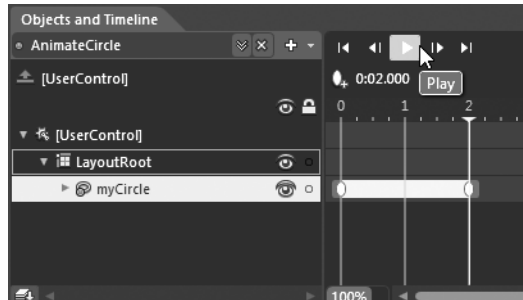 Objects and Timeline
AnimateCircle
[UserControl]
0:02.000
Play
0 1 2
[UserControl]
LayoutRoot
myCircle
100%